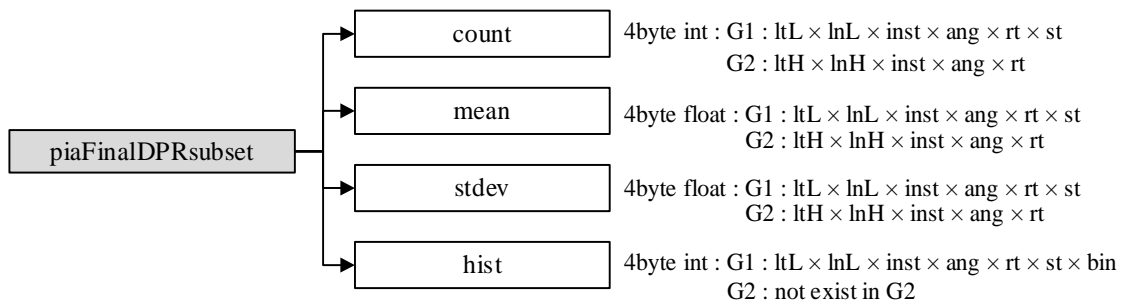 count
4byte int : G1 : ltL × lnL × inst × ang × rt × st
G2 : ltH × lnH × inst × ang × rt
mean
4byte float : G1 : ltL × lnL × inst × ang × rt × st
G2 : ltH × lnH × inst × ang × rt
piaFinalDPRsubset
stdev
4byte float : G1 : ltL × lnL × inst × ang × rt × st
G2 : ltH × lnH × inst × ang × rt
hist
4byte int : G1 : ltL × lnL × inst × ang × rt × st × bin
G2 : not exist in G2